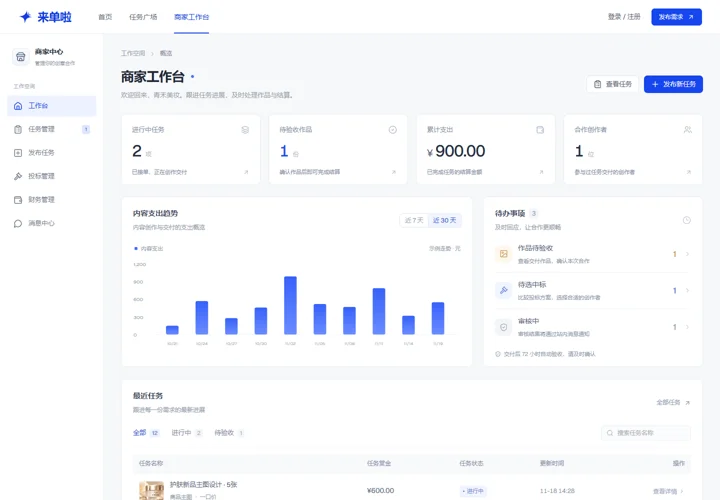 来单啦
首页 任务广场 商家工作台
登录 / 注册 发布需求
商家中心
工作空间
工作台
任务管理 1
发布任务
投标管理
财务管理
消息中心
工作空间 › 概览
商家工作台
欢迎回来，青禾美妆。跟进任务进展，及时处理作品与结算。
查看任务
发布新任务
进行中任务
2
已接单，正在创作交付
待验收作品
1
确认作品后即可完成结算
累计支出
¥ 900.00
已完成任务的结算金额
合作创作者
1
参与过任务交付的创作者
内容支出趋势
内容创作与交付的支出概览
近 7 天 近 30 天
内容支出
1200
900
600
300
0
待办事项 3
及时回应，让合作更顺畅
作品待验收 1
查看交付作品，确认本次合作
待选中标 1
比较投标方案，选择合适的创作者
审核中 1
审核结果将通过站内消息通知
交付后 72 小时自动验收，请及时确认
最近任务
跟进每一份需求的最新进展
全部任务
全部 12 进行中 2 待验收 1
搜索任务名称
任务名称 任务赏金 任务状态 更新时间 操作
护肤新品主图设计 · 5张
商品主图 · 一口价
¥600.00 进行中 11-18 14:28 查看详情